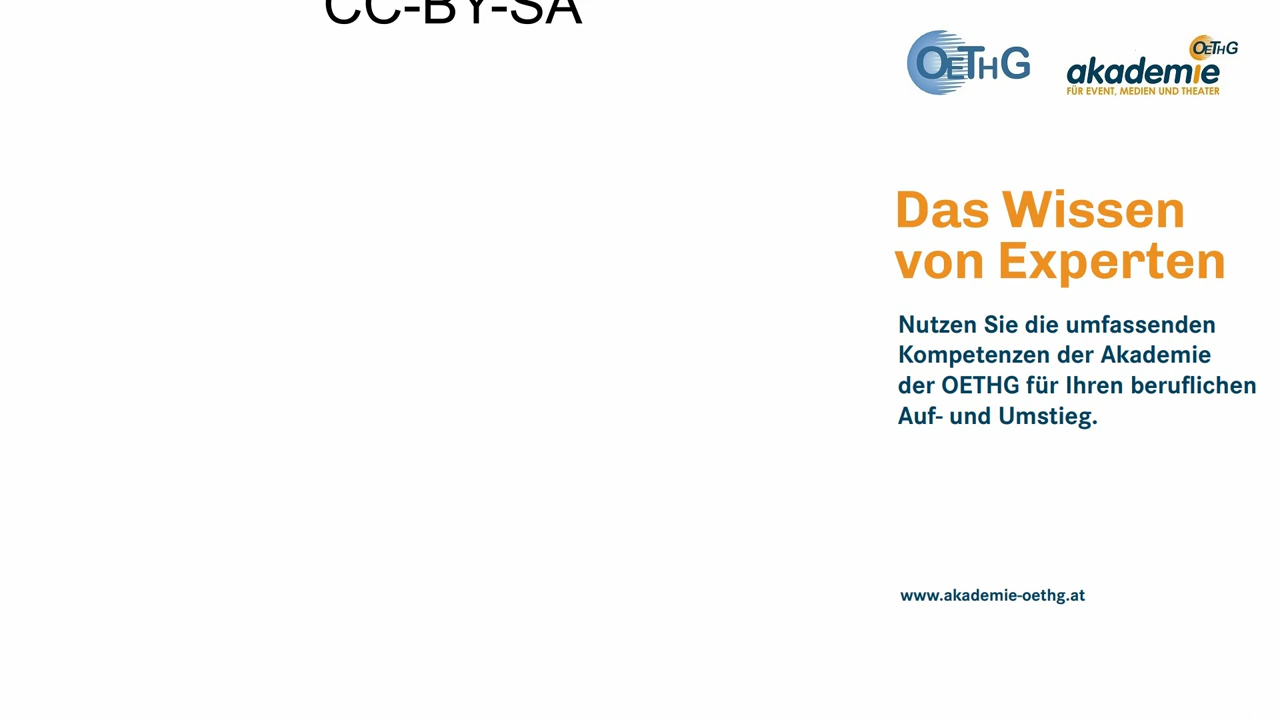 CC-BY-SA
OETHG
OETHG
akademie
FÜR EVENT, MEDIEN UND THEATER
Das Wissen
von Experten
Nutzen Sie die umfassenden
Kompetenzen der Akademie
der OETHG für Ihren beruflichen
Auf- und Umstieg.
www.akademie-oethg.at